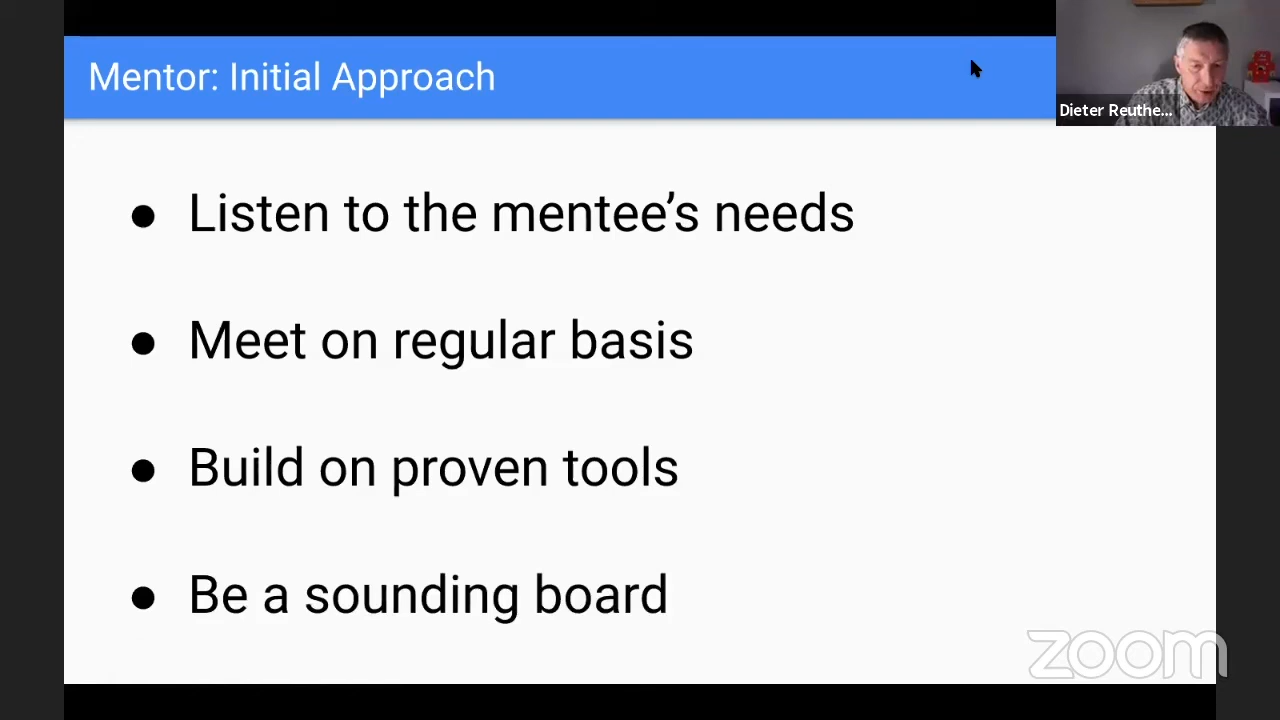 Mentor: Initial Approach
Dieter Reuthe...
● Listen to the mentee’s needs
● Meet on regular basis
● Build on proven tools
● Be a sounding board
zoom